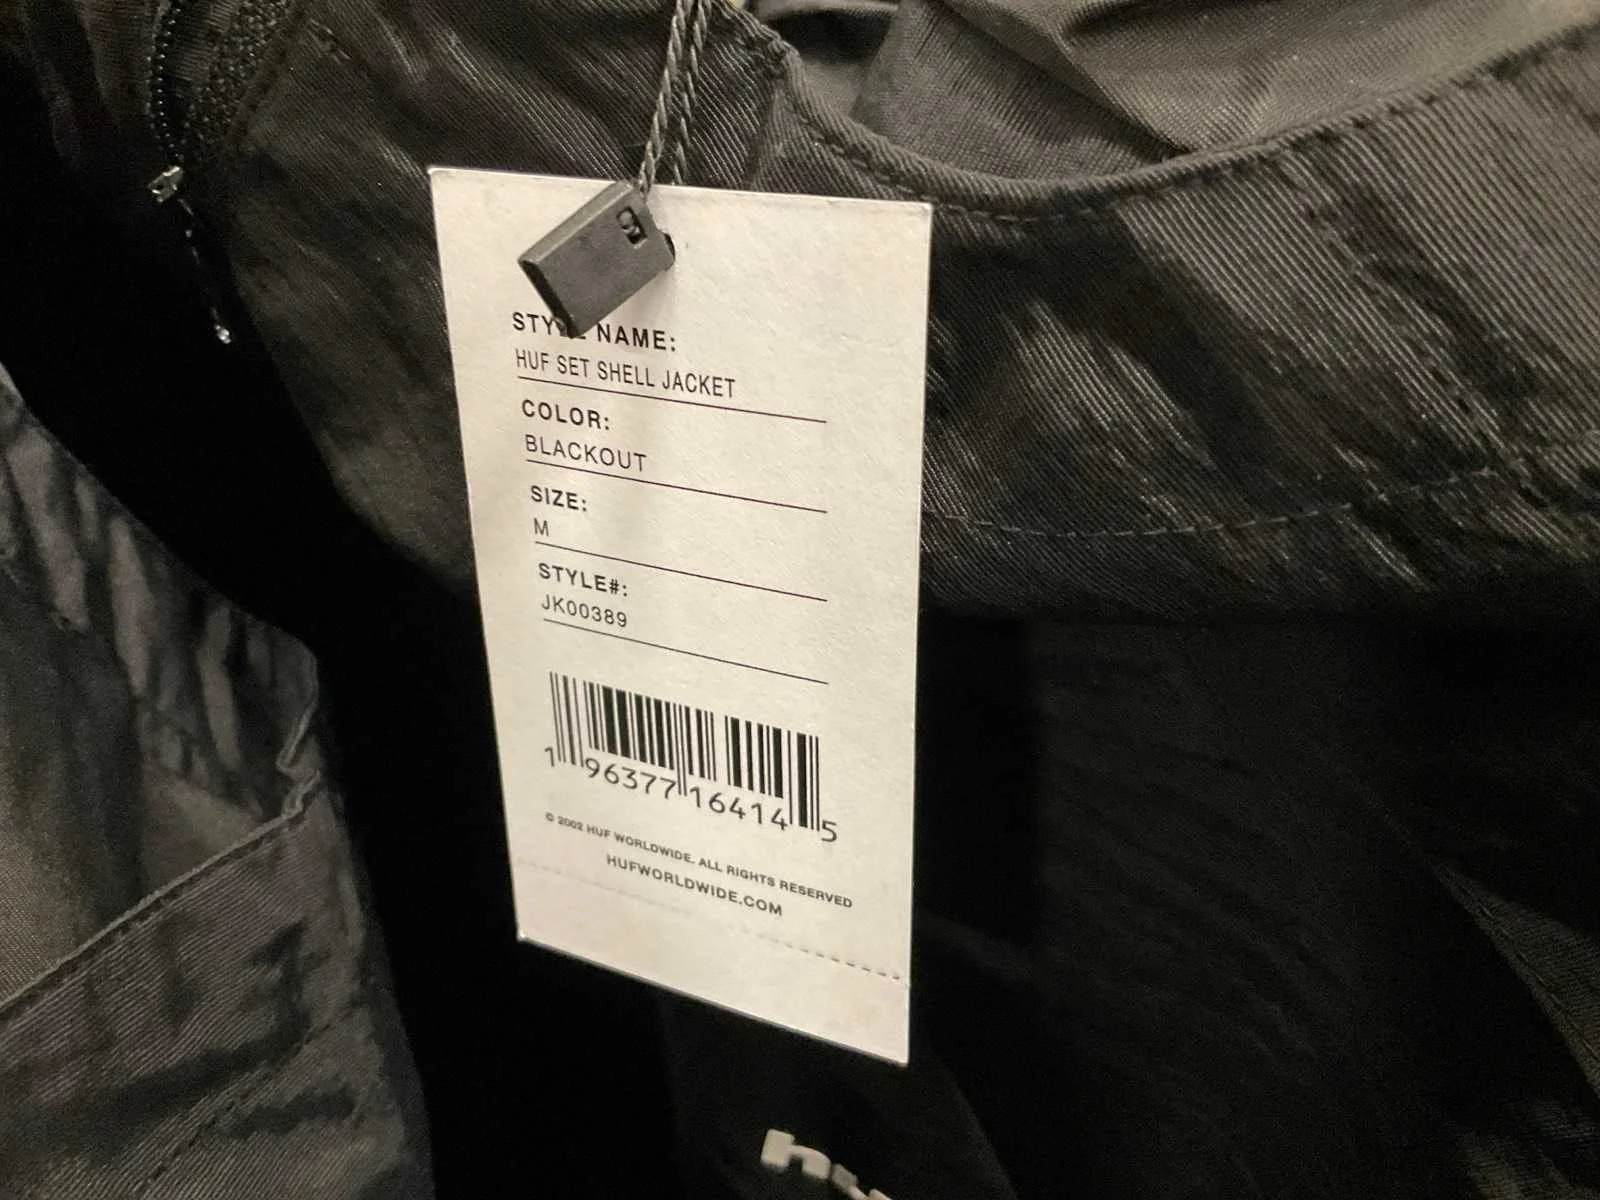 STYLE NAME:
HUF SET SHELL JACKET
COLOR:
BLACKOUT
SIZE:
M
STYLE#:
JK00389
1 96377 16414 5
© 2002 HUF WORLDWIDE. ALL RIGHTS RESERVED
HUFWORLDWIDE.COM